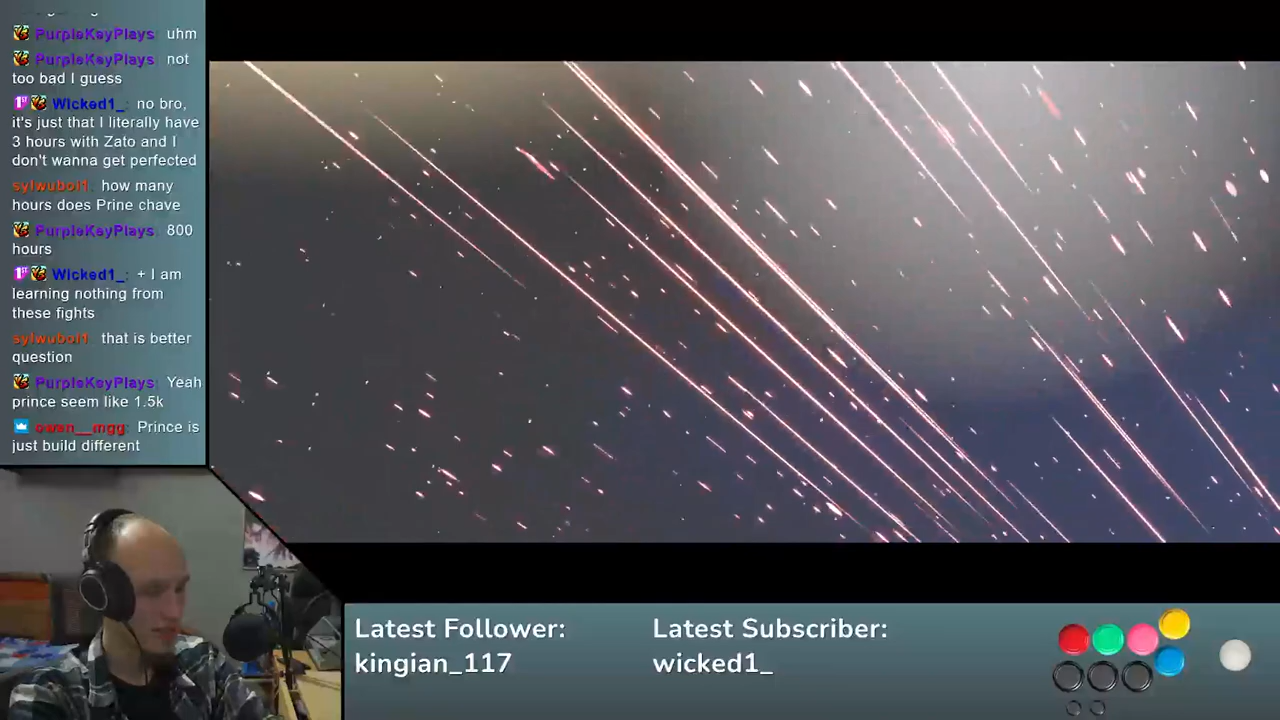 PurpleKeyPlays: uhm
PurpleKeyPlays: not
too bad I guess
Wicked1_: no bro,
it's just that I literally have
3 hours with Zato and I
don't wanna get perfected
sylwuboi1: how many
hours does Prine chave
PurpleKeyPlays: 800
hours
Wicked1_: + I am
learning nothing from
these fights
sylwuboi1: that is better
question
PurpleKeyPlays: Yeah
prince seem like 1.5k
owen__mgg: Prince is
just build different
Latest Follower:
kingian_117
Latest Subscriber:
wicked1_